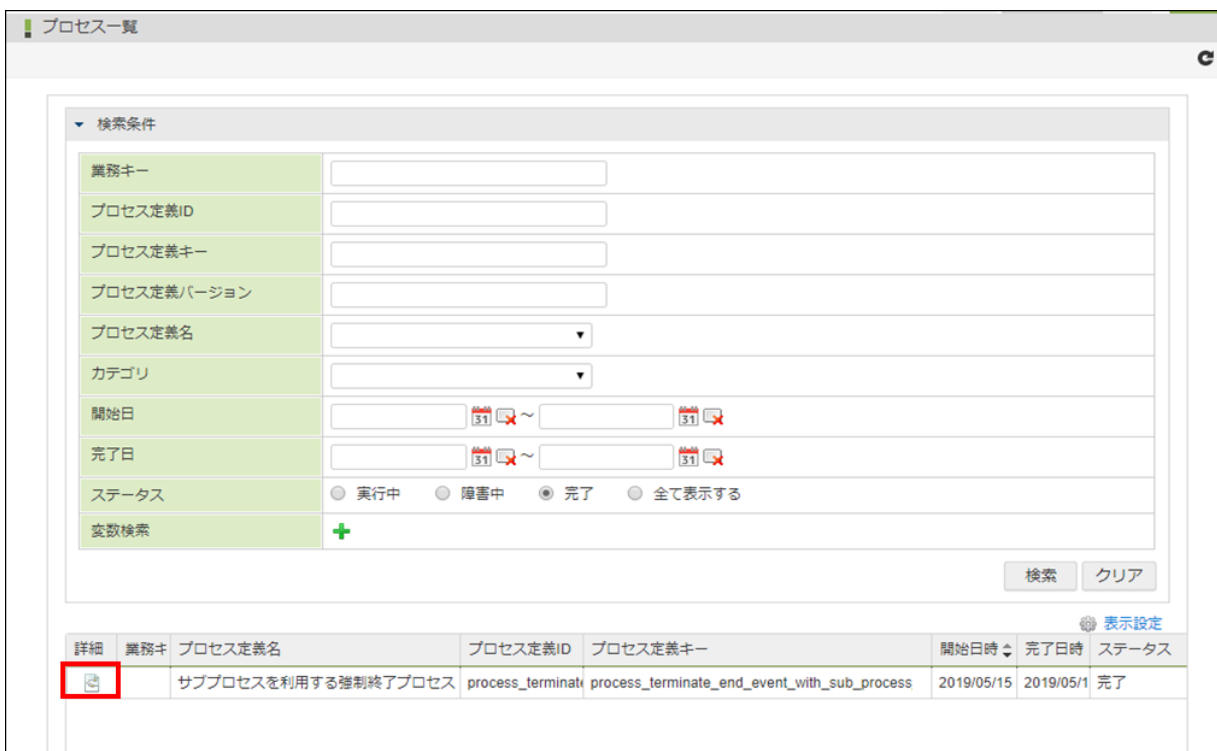 プロセス一覧
検索条件
業務キー
プロセス定義ID
プロセス定義キー
プロセス定義バージョン
プロセス定義名
カテゴリ
開始日 31 ～ 31
完了日 31 ～ 31
ステータス 実行中 障害中 完了 全て表示する
変数検索
検索 クリア
表示設定
詳細 業務キ プロセス定義名 プロセス定義ID プロセス定義キー 開始日時 完了日時 ステータス
サブプロセスを利用する強制終了プロセス process_terminate process_terminate_end_event_with_sub_process 2019/05/15 2019/05/1 完了